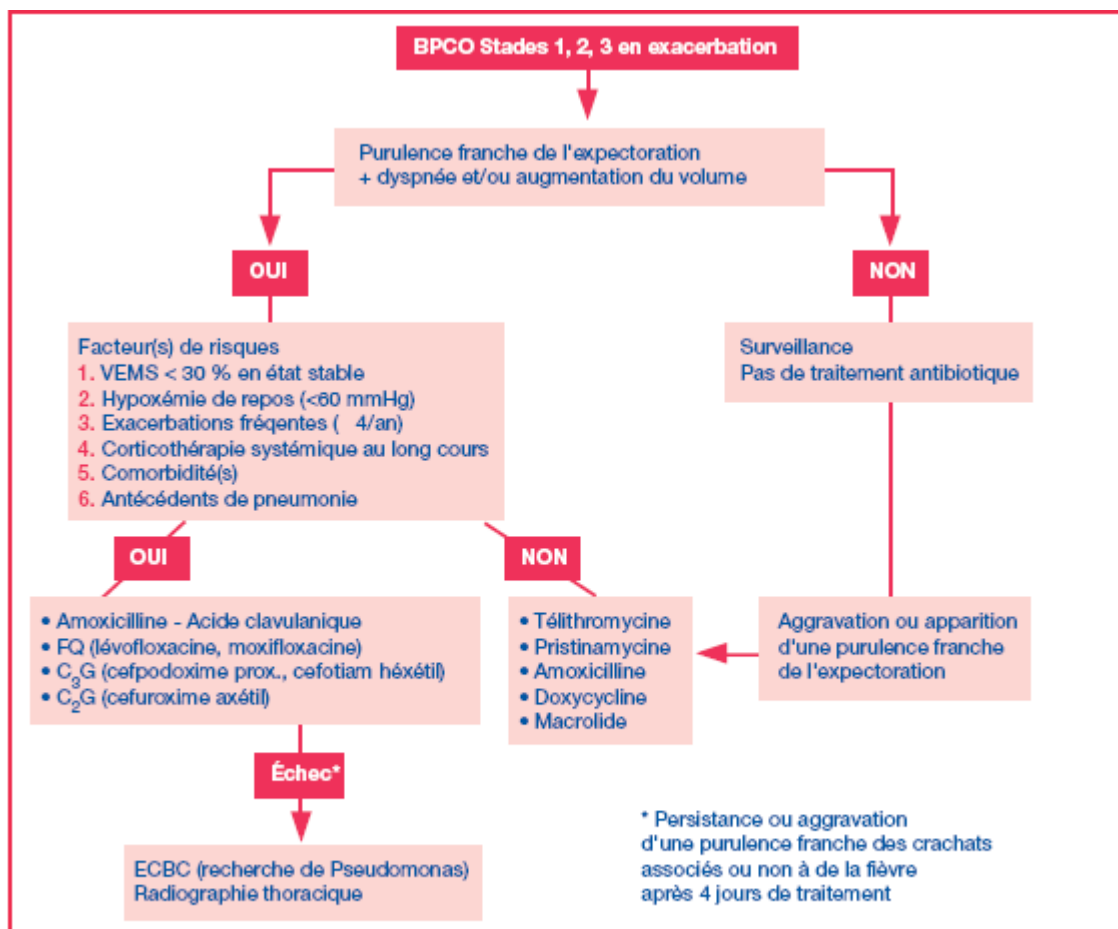 BPCO Stades 1, 2, 3 en exacerbation
Purulence franche de l'expectoration
+ dyspnée et/ou augmentation du volume
OUI
NON
Facteur(s) de risques
1. VEMS < 30 % en état stable
2. Hypoxémie de repos (<60 mmHg)
3. Exacerbations fréqentes (   4/an)
4. Corticothérapie systémique au long cours
5. Comorbidité(s)
6. Antécédents de pneumonie
Surveillance
Pas de traitement antibiotique
OUI
NON
• Amoxicilline - Acide clavulanique
• FQ (lévofloxacine, moxifloxacine)
• C₃G (cefpodoxime prox., cefotiam héxétil)
• C₂G (cefuroxime axétil)
• Télithromycine
• Pristinamycine
• Amoxicilline
• Doxycycline
• Macrolide
Aggravation ou apparition
d'une purulence franche
de l'expectoration
Échec*
ECBC (recherche de Pseudomonas)
Radiographie thoracique
* Persistance ou aggravation
d'une purulence franche des crachats
associés ou non à de la fièvre
après 4 jours de traitement